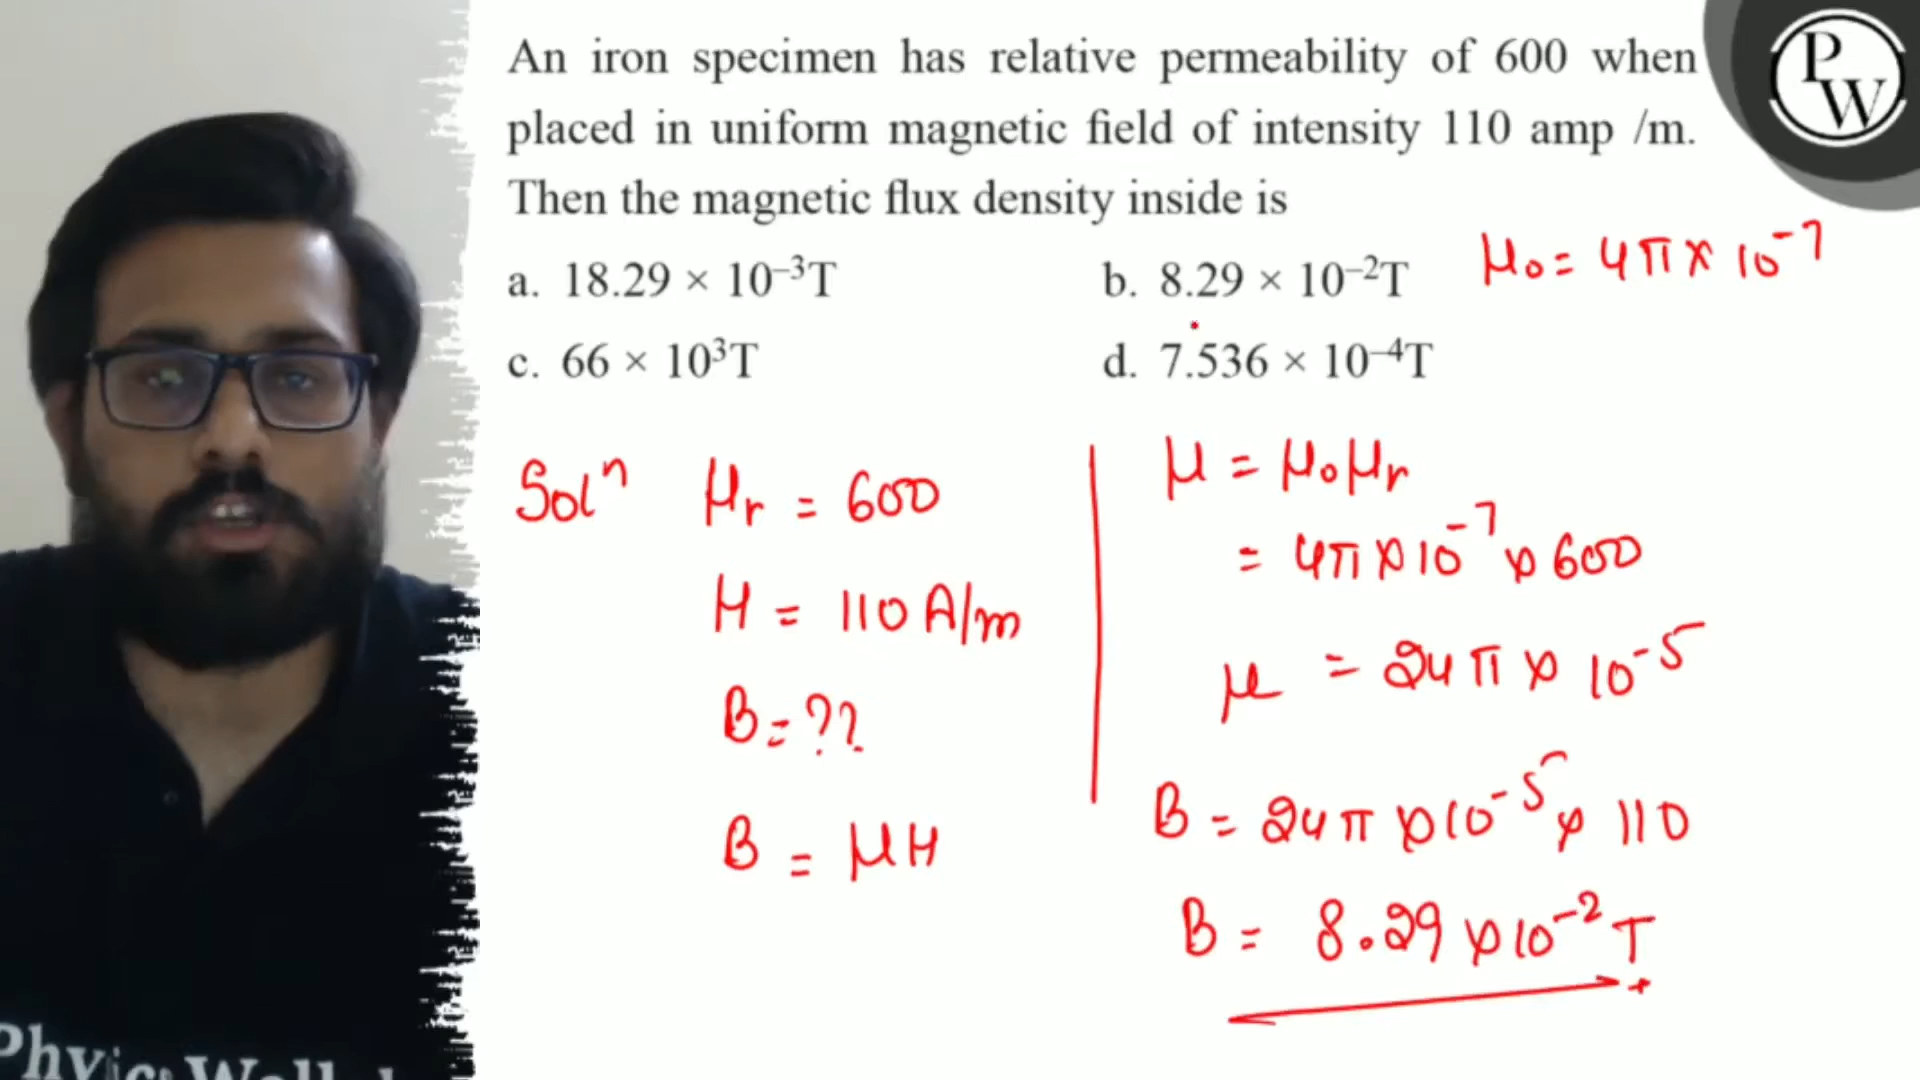 An iron specimen has relative permeability of 600 when
placed in uniform magnetic field of intensity 110 amp /m.
Then the magnetic flux density inside is
a. 18.29 × 10⁻³T
b. 8.29 × 10⁻²T
c. 66 × 10³T
d. 7.536 × 10⁻⁴T
μ₀ = 4π × 10⁻⁷
Solⁿ μr = 600
H = 110 A/m
B = ??
B = μH
μ = μ₀μr
= 4π × 10⁻⁷ × 600
μ = 24π × 10⁻⁵
B = 24π × 10⁻⁵ × 110
B = 8.29 × 10⁻² T
PW